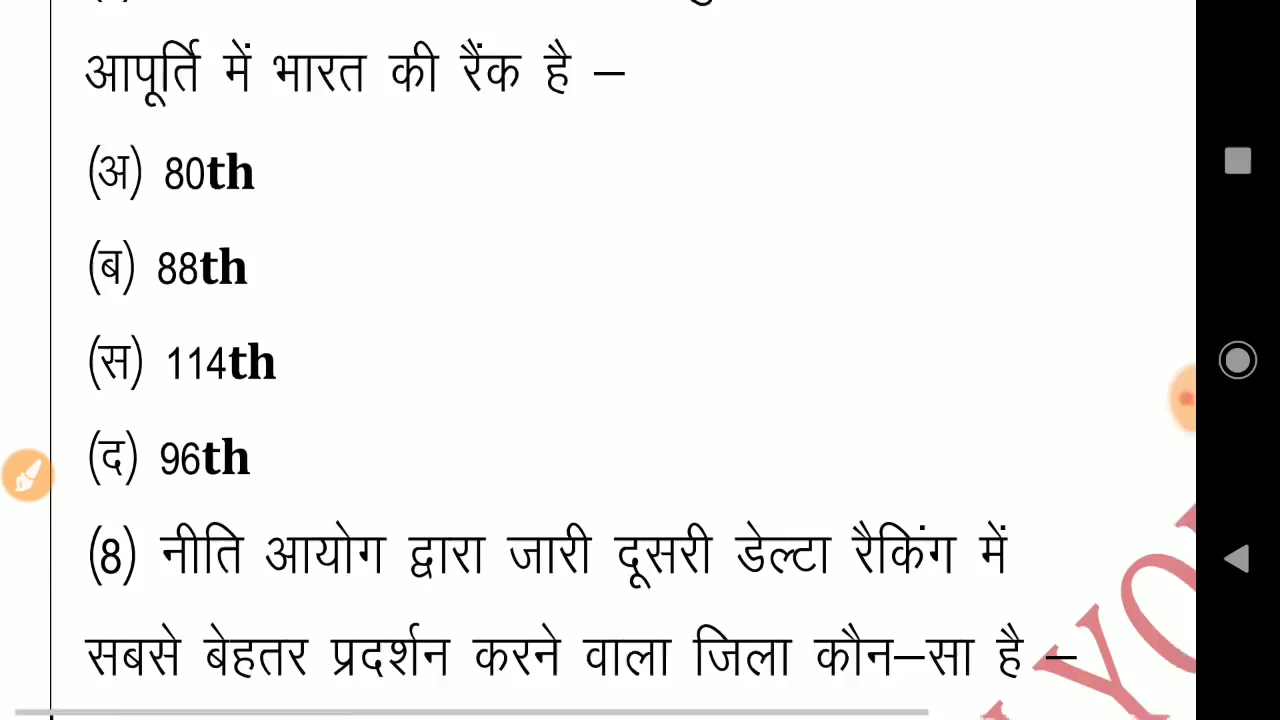 आपूर्ति में भारत की रैंक है –
(अ) 80th
(ब) 88th
(स) 114th
(द) 96th
(8) नीति आयोग द्वारा जारी दूसरी डेल्टा रैकिंग में
सबसे बेहतर प्रदर्शन करने वाला जिला कौन–सा है –